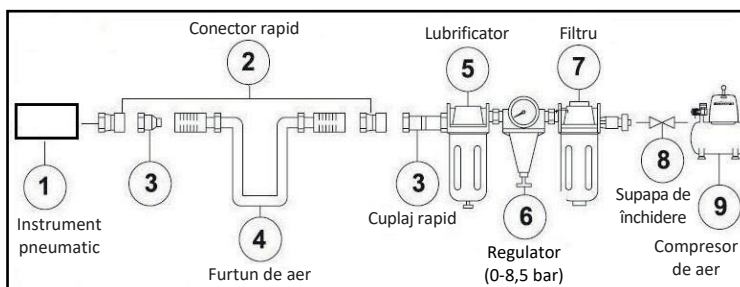 Conector rapid
2
Lubrificator
5
Filtru
7
1
Instrument
pneumatic
3
4
Furtun de aer
3
Cuplaj rapid
6
Regulator
(0-8,5 bar)
8
Supapa de
închidere
9
Compresor
de aer